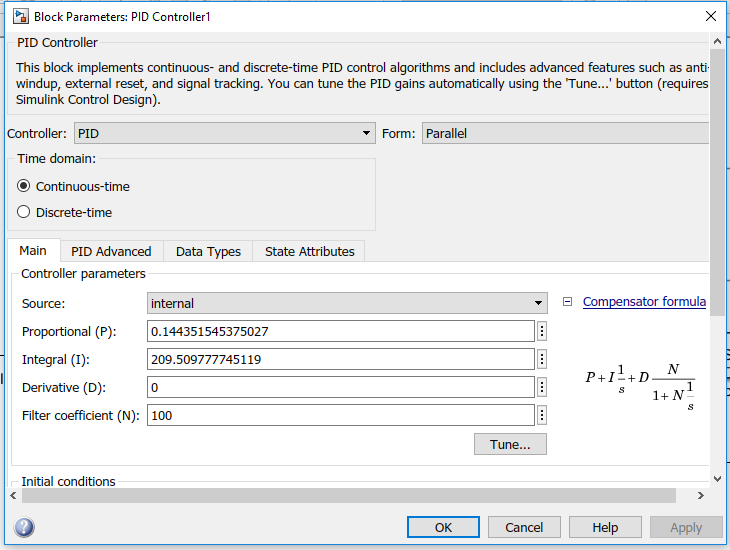 Block Parameters: PID Controller1
PID Controller
This block implements continuous- and discrete-time PID control algorithms and includes advanced features such as anti-
windup, external reset, and signal tracking. You can tune the PID gains automatically using the 'Tune...' button (requires
Simulink Control Design).
Controller: PID Form: Parallel
Time domain:
Continuous-time
Discrete-time
Main PID Advanced Data Types State Attributes
Controller parameters
Source: internal Compensator formula
Proportional (P): 0.144351545375027
Integral (I): 209.509777745119
Derivative (D): 0
Filter coefficient (N): 100
P+I 1/s +D N/(1+N 1/s)
Tune...
Initial conditions
OK Cancel Help Apply